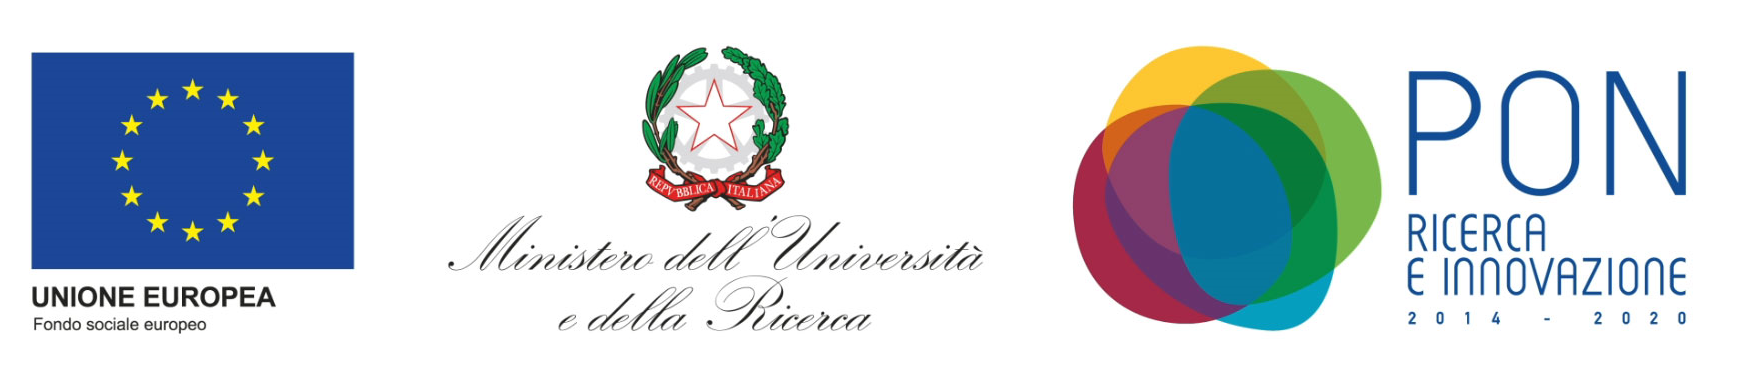 UNIONE EUROPEA
Fondo sociale europeo
REPVBBLICA ITALIANA
Ministero dell'Università
e della Ricerca
PON
RICERCA
E INNOVAZIONE
2014 - 2020